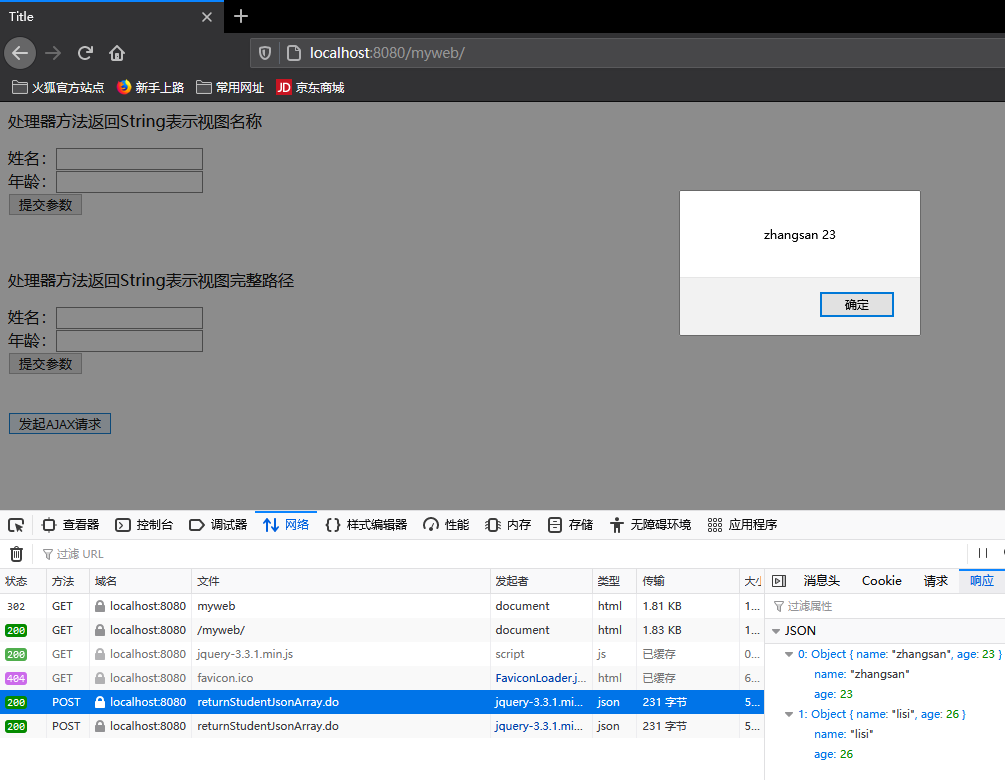 Title
localhost:8080/myweb/
火狐官方站点 新手上路 常用网址 JD 京东商城
处理器方法返回String表示视图名称
姓名：
年龄：
提交参数
zhangsan 23
确定
处理器方法返回String表示视图完整路径
姓名：
年龄：
提交参数
发起AJAX请求
查看器 控制台 调试器 网络 {} 样式编辑器 性能 内存 存储 无障碍环境 应用程序
过滤 URL
状态 方法 域名 文件 发起者 类型 传输 大小
消息头 Cookie 请求 响应
302 GET localhost:8080 myweb document html 1.81 KB 1...
200 GET localhost:8080 /myweb/ document html 1.83 KB 1...
200 GET localhost:8080 jquery-3.3.1.min.js script js 已缓存 0...
404 GET localhost:8080 favicon.ico FaviconLoader.j... html 已缓存 6...
200 POST localhost:8080 returnStudentJsonArray.do jquery-3.3.1.mi... json 231 字节 5...
200 POST localhost:8080 returnStudentJsonArray.do jquery-3.3.1.mi... json 231 字节 5...
过滤属性
JSON
0: Object { name: "zhangsan", age: 23 }
name: "zhangsan"
age: 23
1: Object { name: "lisi", age: 26 }
name: "lisi"
age: 26